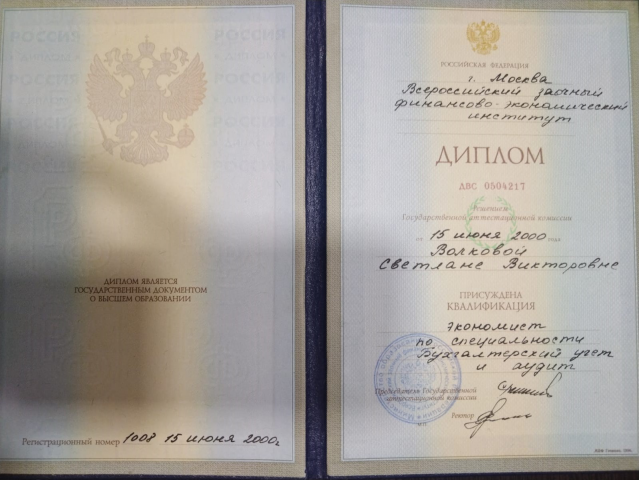 РОССИЯ
РОССИЯ
РОССИЯ
ДИПЛОМ ЯВЛЯЕТСЯ
ГОСУДАРСТВЕННЫМ ДОКУМЕНТОМ
О ВЫСШЕМ ОБРАЗОВАНИИ
Регистрационный номер 1008 15 июня 2000г.
РОССИЙСКАЯ ФЕДЕРАЦИЯ
г. Москва
Всероссийский заочный
финансово-экономический
институт
ДИПЛОМ
ДВС 0504217
Решением
Государственной аттестационной комиссии
от 15 июня 2000 года
Волковой
Светлане Викторовне
ПРИСУЖДЕНА
КВАЛИФИКАЦИЯ
экономист
по специальности
Бухгалтерский учет
и аудит
Председатель Государственной
аттестационной комиссии
Ректор